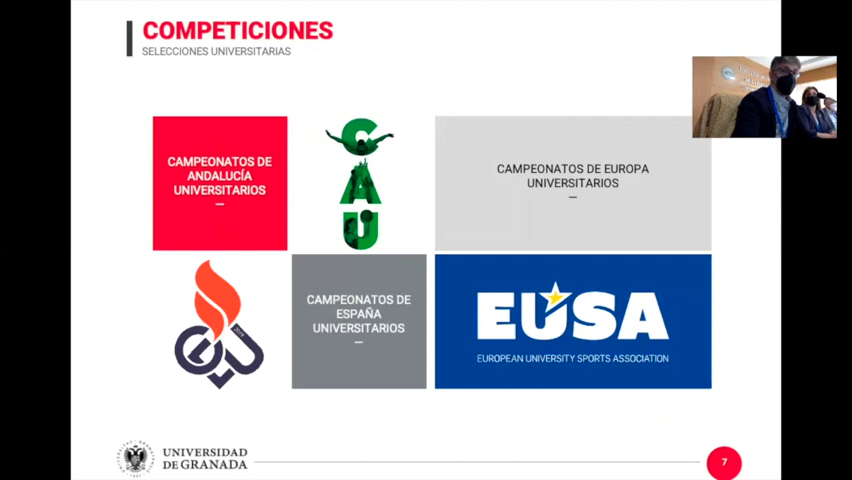 COMPETICIONES
SELECCIONES UNIVERSITARIAS
CAMPEONATOS DE
ANDALUCÍA
UNIVERSITARIOS
CAU
CAMPEONATOS DE EUROPA
UNIVERSITARIOS
CEU
CAMPEONATOS DE
ESPAÑA
UNIVERSITARIOS
EUSA
EUROPEAN UNIVERSITY SPORTS ASSOCIATION
UNIVERSIDAD
DE GRANADA
7